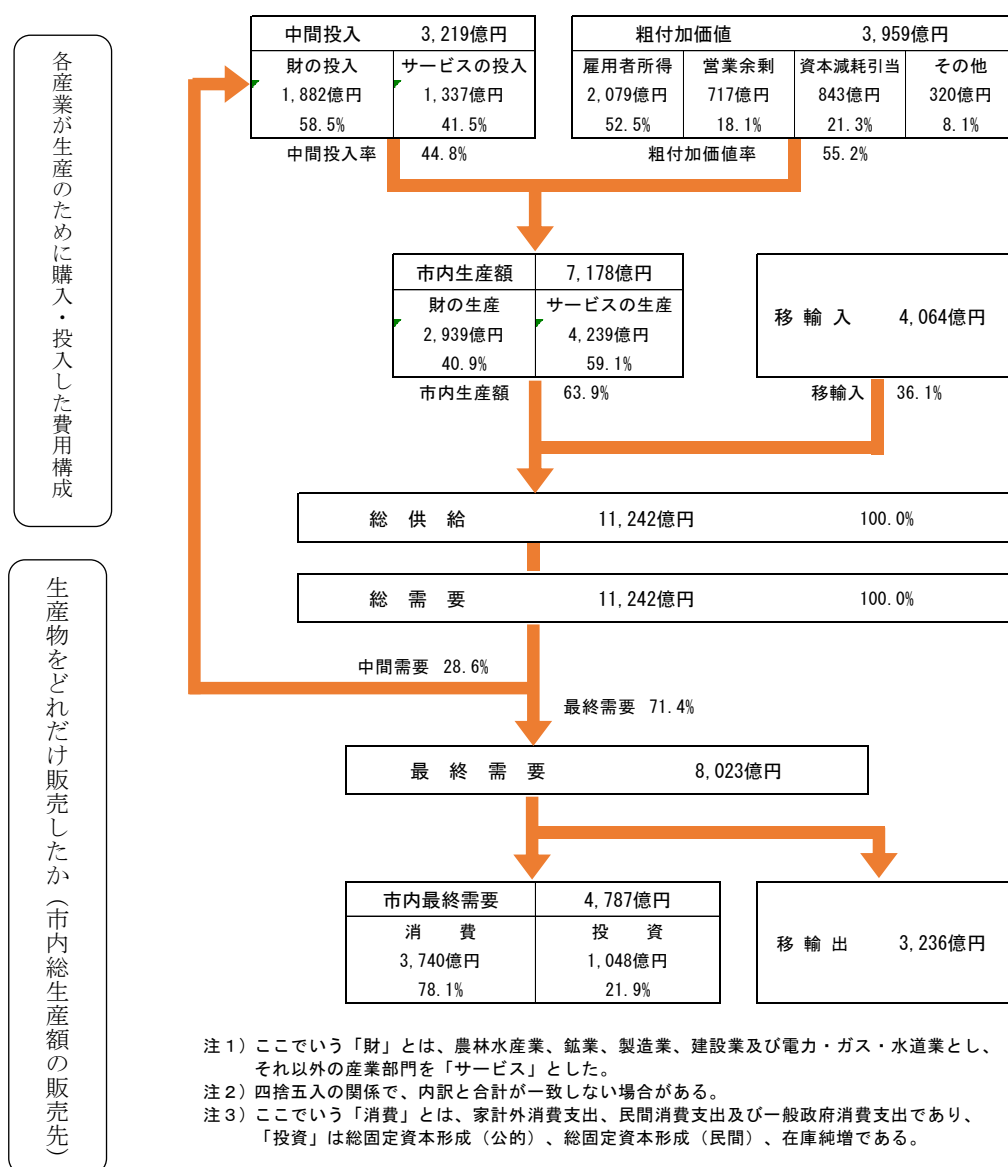 各産業が生産のために購入・投入した費用構成
中間投入 3,219億円
財の投入 サービスの投入
1,882億円 1,337億円
58.5% 41.5%
中間投入率 44.8%
粗付加価値 3,959億円
雇用者所得 営業余剰 資本減耗引当 その他
2,079億円 717億円 843億円 320億円
52.5% 18.1% 21.3% 8.1%
粗付加価値率 55.2%
市内生産額 7,178億円
財の生産 サービスの生産
2,939億円 4,239億円
40.9% 59.1%
市内生産額 63.9%
移輸入 4,064億円
移輸入 36.1%
総供給 11,242億円 100.0%
生産物をどれだけ販売したか(市内総生産額の販売先)
総需要 11,242億円 100.0%
中間需要 28.6%
最終需要 71.4%
最終需要 8,023億円
市内最終需要 4,787億円
消費 投資
3,740億円 1,048億円
78.1% 21.9%
移輸出 3,236億円
注1)ここでいう「財」とは、農林水産業、鉱業、製造業、建設業及び電力・ガス・水道業とし、
それ以外の産業部門を「サービス」とした。
注2)四捨五入の関係で、内訳と合計が一致しない場合がある。
注3)ここでいう「消費」とは、家計外消費支出、民間消費支出及び一般政府消費支出であり、
「投資」は総固定資本形成(公的)、総固定資本形成(民間)、在庫純増である。